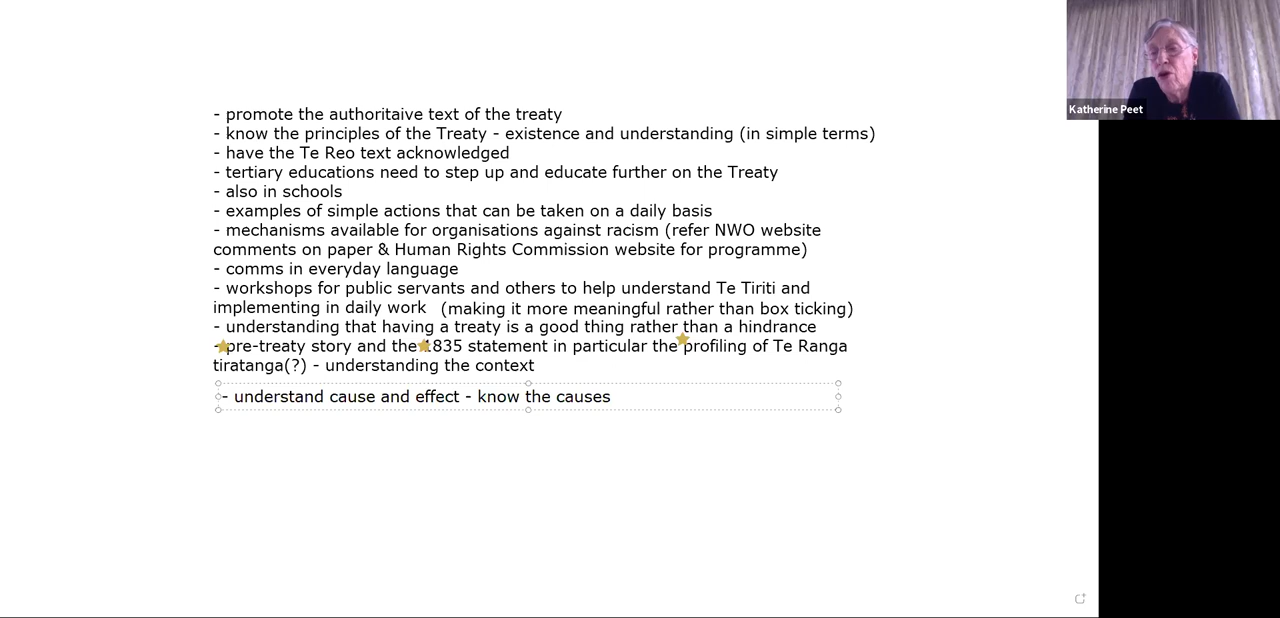 - promote the authoritaive text of the treaty
- know the principles of the Treaty - existence and understanding (in simple terms)
- have the Te Reo text acknowledged
- tertiary educations need to step up and educate further on the Treaty
- also in schools
- examples of simple actions that can be taken on a daily basis
- mechanisms available for organisations against racism (refer NWO website
comments on paper & Human Rights Commission website for programme)
- comms in everyday language
- workshops for public servants and others to help understand Te Tiriti and
implementing in daily work (making it more meaningful rather than box ticking)
- understanding that having a treaty is a good thing rather than a hindrance
- pre-treaty story and the 1835 statement in particular the profiling of Te Ranga
tiratanga(?) - understanding the context
- understand cause and effect - know the causes
Katherine Peet